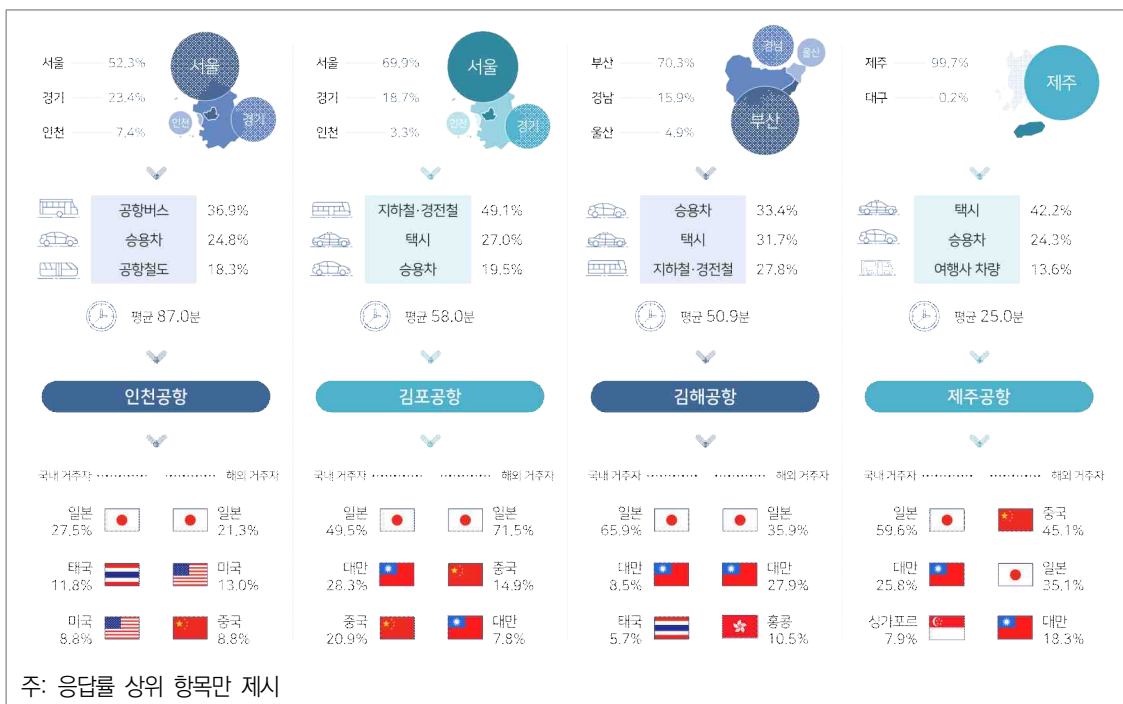 서울 52.3%
서울
경기 23.4%
인천 7.4%
인천
경기
공항버스 36.9%
승용차 24.8%
공항철도 18.3%
평균 87.0분
인천공항
국내 거주자 해외 거주자
일본 27.5%
일본 21.3%
태국 11.8%
미국 13.0%
미국 8.8%
중국 8.8%
서울 69.9%
서울
경기 18.7%
인천 3.3%
인천
경기
지하철·경전철 49.1%
택시 27.0%
승용차 19.5%
평균 58.0분
김포공항
국내 거주자 해외 거주자
일본 49.5%
일본 71.5%
대만 28.3%
중국 14.9%
중국 20.9%
대만 7.8%
경남
울산
부산 70.3%
경남 15.9%
울산 4.9%
부산
승용차 33.4%
택시 31.7%
지하철·경전철 27.8%
평균 50.9분
김해공항
국내 거주자 해외 거주자
일본 65.9%
일본 35.9%
대만 8.5%
대만 27.9%
태국 5.7%
홍콩 10.5%
제주 99.7%
대구 0.2%
제주
택시 42.2%
승용차 24.3%
여행사 차량 13.6%
평균 25.0분
제주공항
국내 거주자 해외 거주자
일본 59.6%
중국 45.1%
대만 25.8%
일본 35.1%
싱가포르 7.9%
대만 18.3%
주: 응답률 상위 항목만 제시